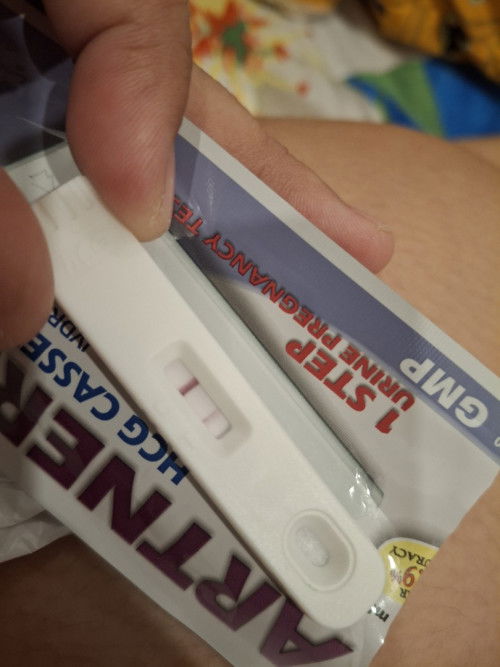 GMP
1 STEP
URINE PREGNANCY TE
HCG CASSE
ARTNER